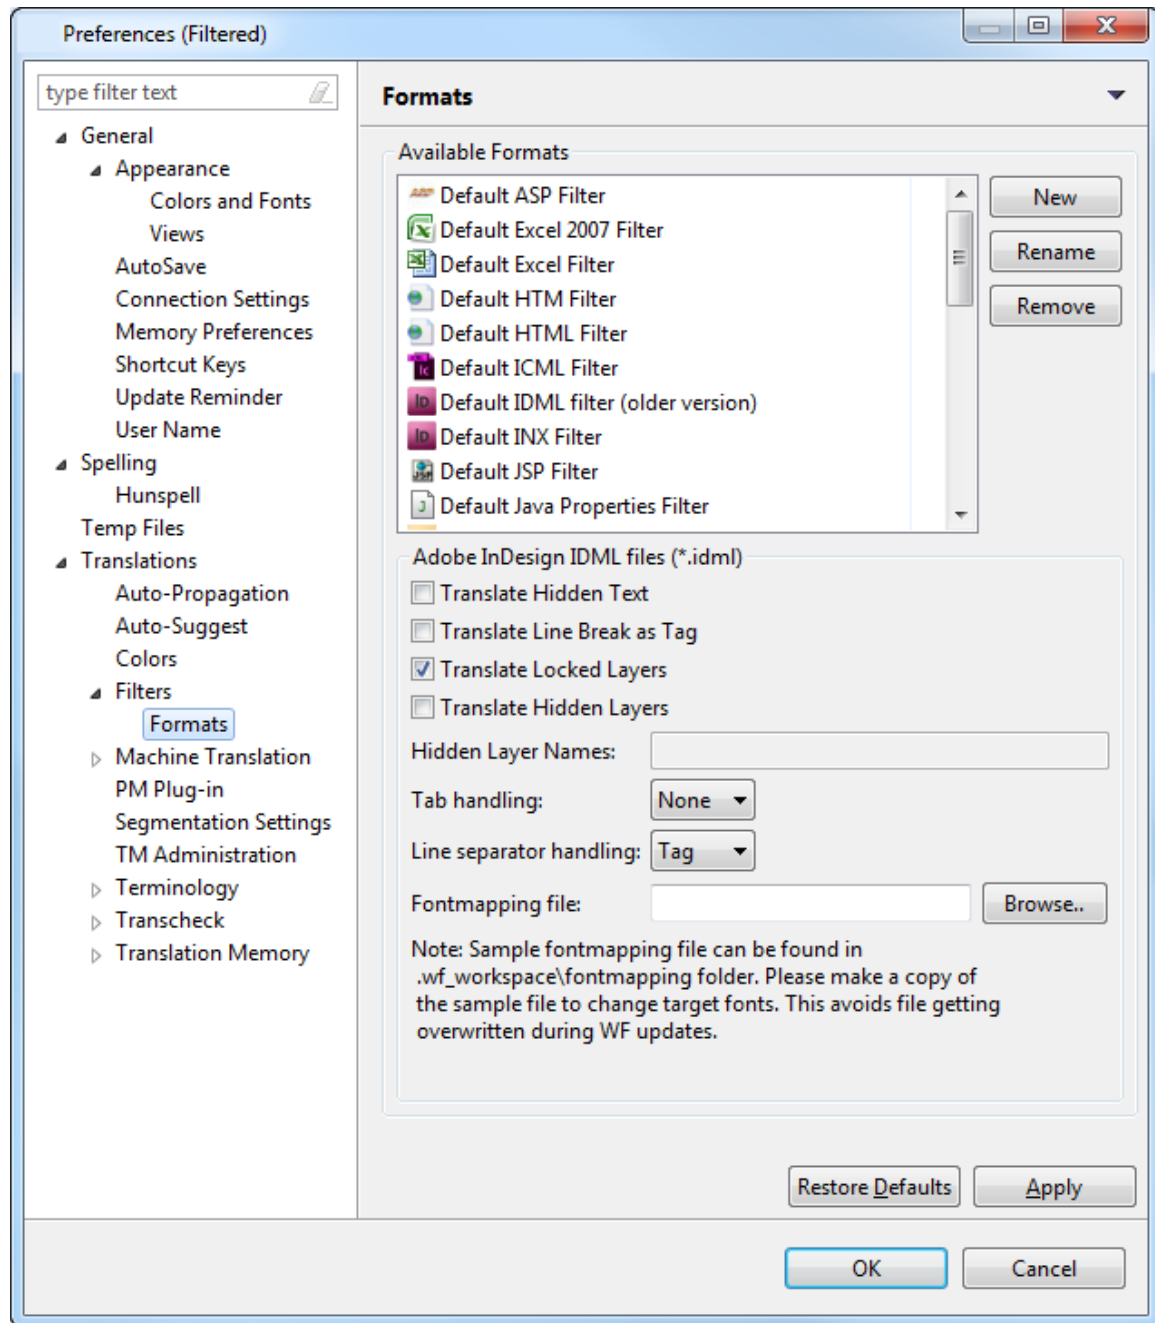 Preferences (Filtered)
type filter text
General
Appearance
Colors and Fonts
Views
AutoSave
Connection Settings
Memory Preferences
Shortcut Keys
Update Reminder
User Name
Spelling
Hunspell
Temp Files
Translations
Auto-Propagation
Auto-Suggest
Colors
Filters
Formats
Machine Translation
PM Plug-in
Segmentation Settings
TM Administration
Terminology
Transcheck
Translation Memory
Formats
Available Formats
Default ASP Filter
Default Excel 2007 Filter
Default Excel Filter
Default HTM Filter
Default HTML Filter
Default ICML Filter
Default IDML filter (older version)
Default INX Filter
Default JSP Filter
Default Java Properties Filter
New
Rename
Remove
Adobe InDesign IDML files (*.idml)
Translate Hidden Text
Translate Line Break as Tag
Translate Locked Layers
Translate Hidden Layers
Hidden Layer Names:
Tab handling: None
Line separator handling: Tag
Fontmapping file: Browse..
Note: Sample fontmapping file can be found in
.wf_workspace\fontmapping folder. Please make a copy of
the sample file to change target fonts. This avoids file getting
overwritten during WF updates.
Restore Defaults Apply
OK Cancel